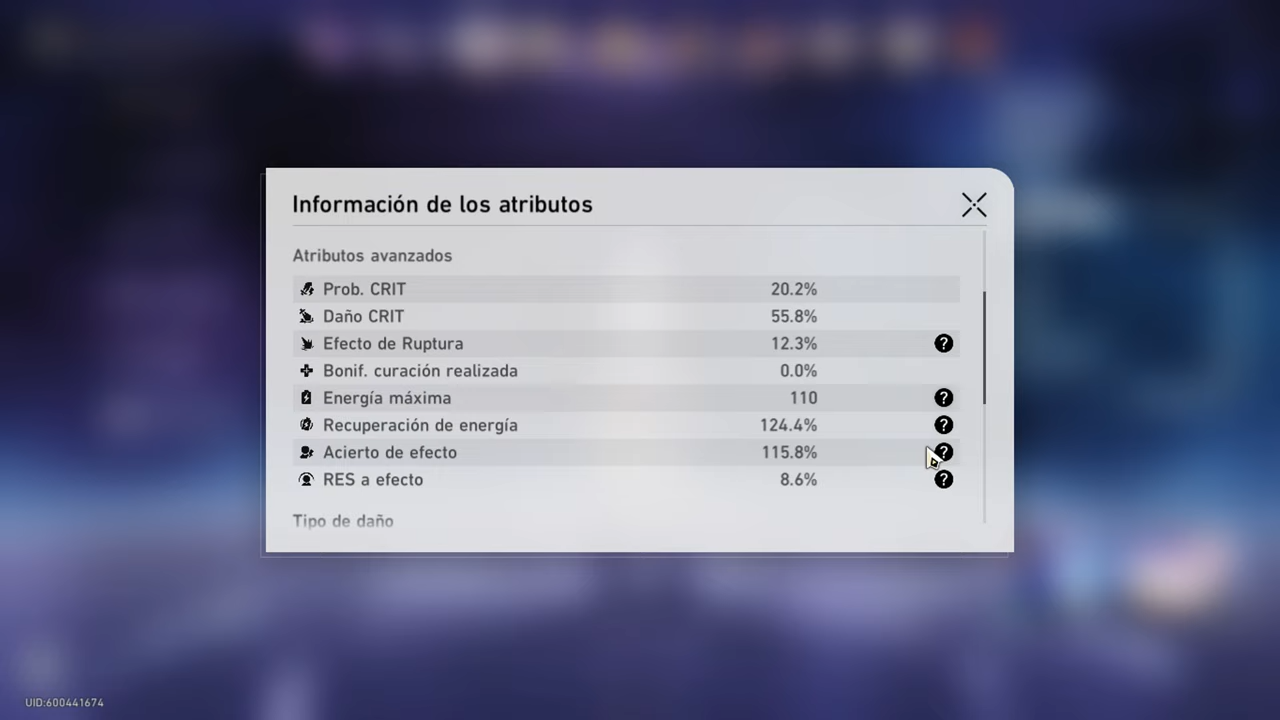 Información de los atributos
Atributos avanzados
Prob. CRIT 20.2%
Daño CRIT 55.8%
Efecto de Ruptura 12.3% ?
Bonif. curación realizada 0.0%
Energía máxima 110 ?
Recuperación de energía 124.4% ?
Acierto de efecto 115.8% ?
RES a efecto 8.6% ?
Tipo de daño
UID:600441674